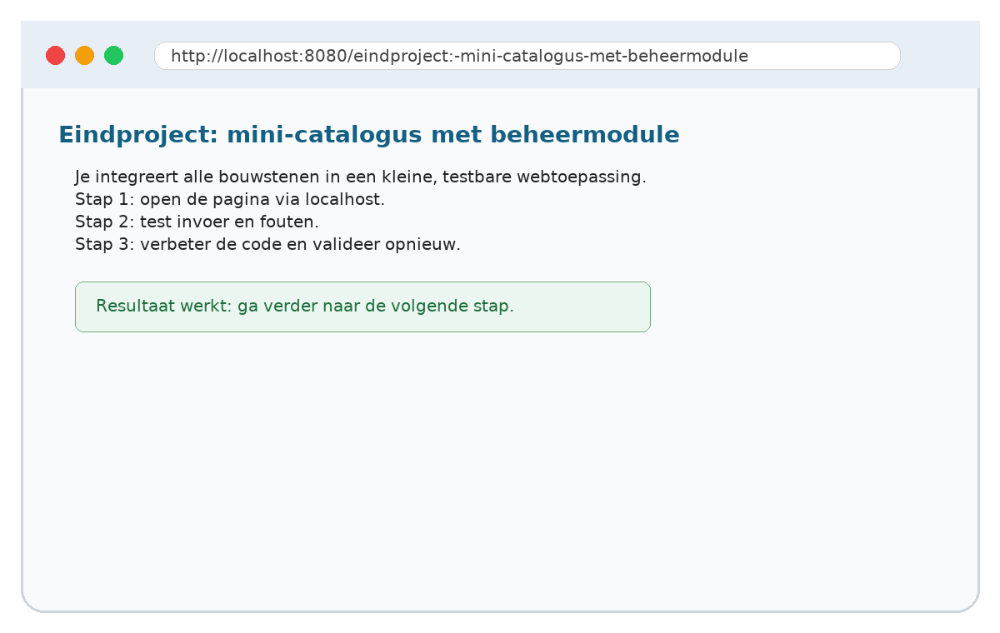 http://localhost:8080/eindproject:-mini-catalogus-met-beheermodule
Eindproject: mini-catalogus met beheermodule
Je integreert alle bouwstenen in een kleine, testbare webtoepassing.
Stap 1: open de pagina via localhost.
Stap 2: test invoer en fouten.
Stap 3: verbeter de code en valideer opnieuw.
Resultaat werkt: ga verder naar de volgende stap.